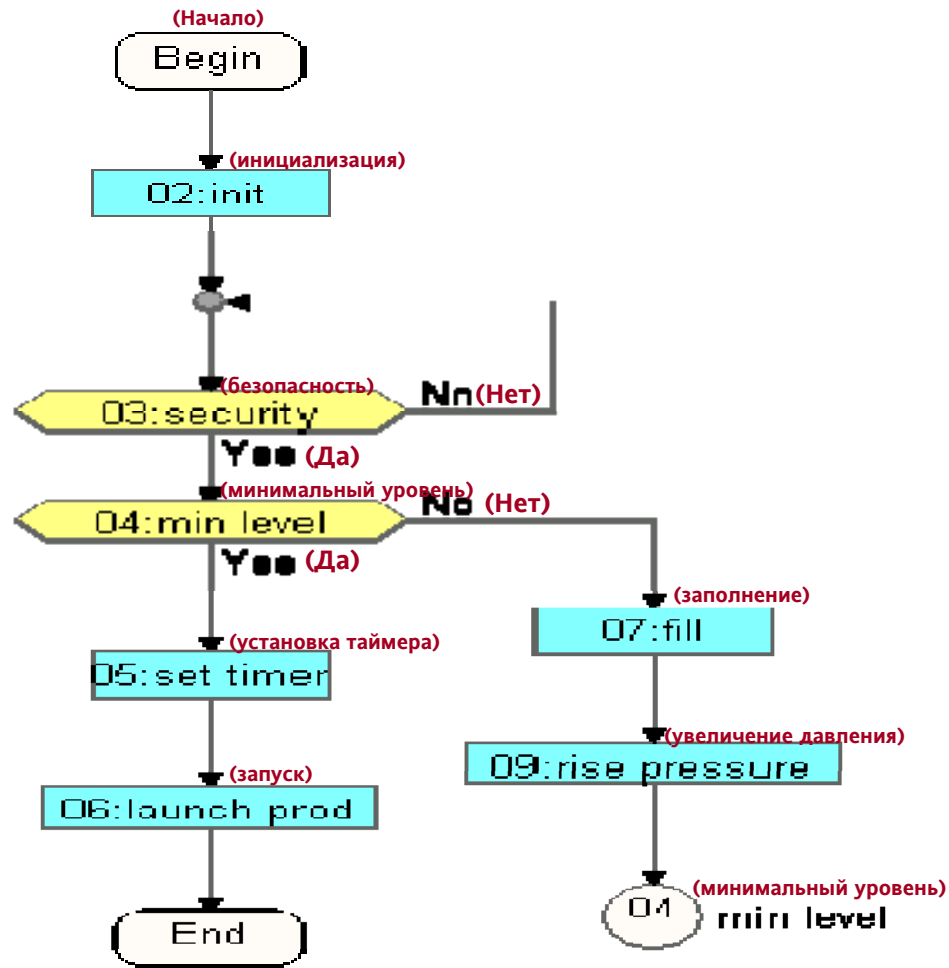 (Начало)
Begin
(инициализация)
02:init
(безопасность)
03:security
No (Нет)
Yes (Да)
(минимальный уровень)
04:min level
No (Нет)
Yes (Да)
(заполнение)
07:fill
(установка таймера)
05:set timer
(увеличение давления)
09:rise pressure
(запуск)
06:launch prod
(минимальный уровень)
04 min level
End